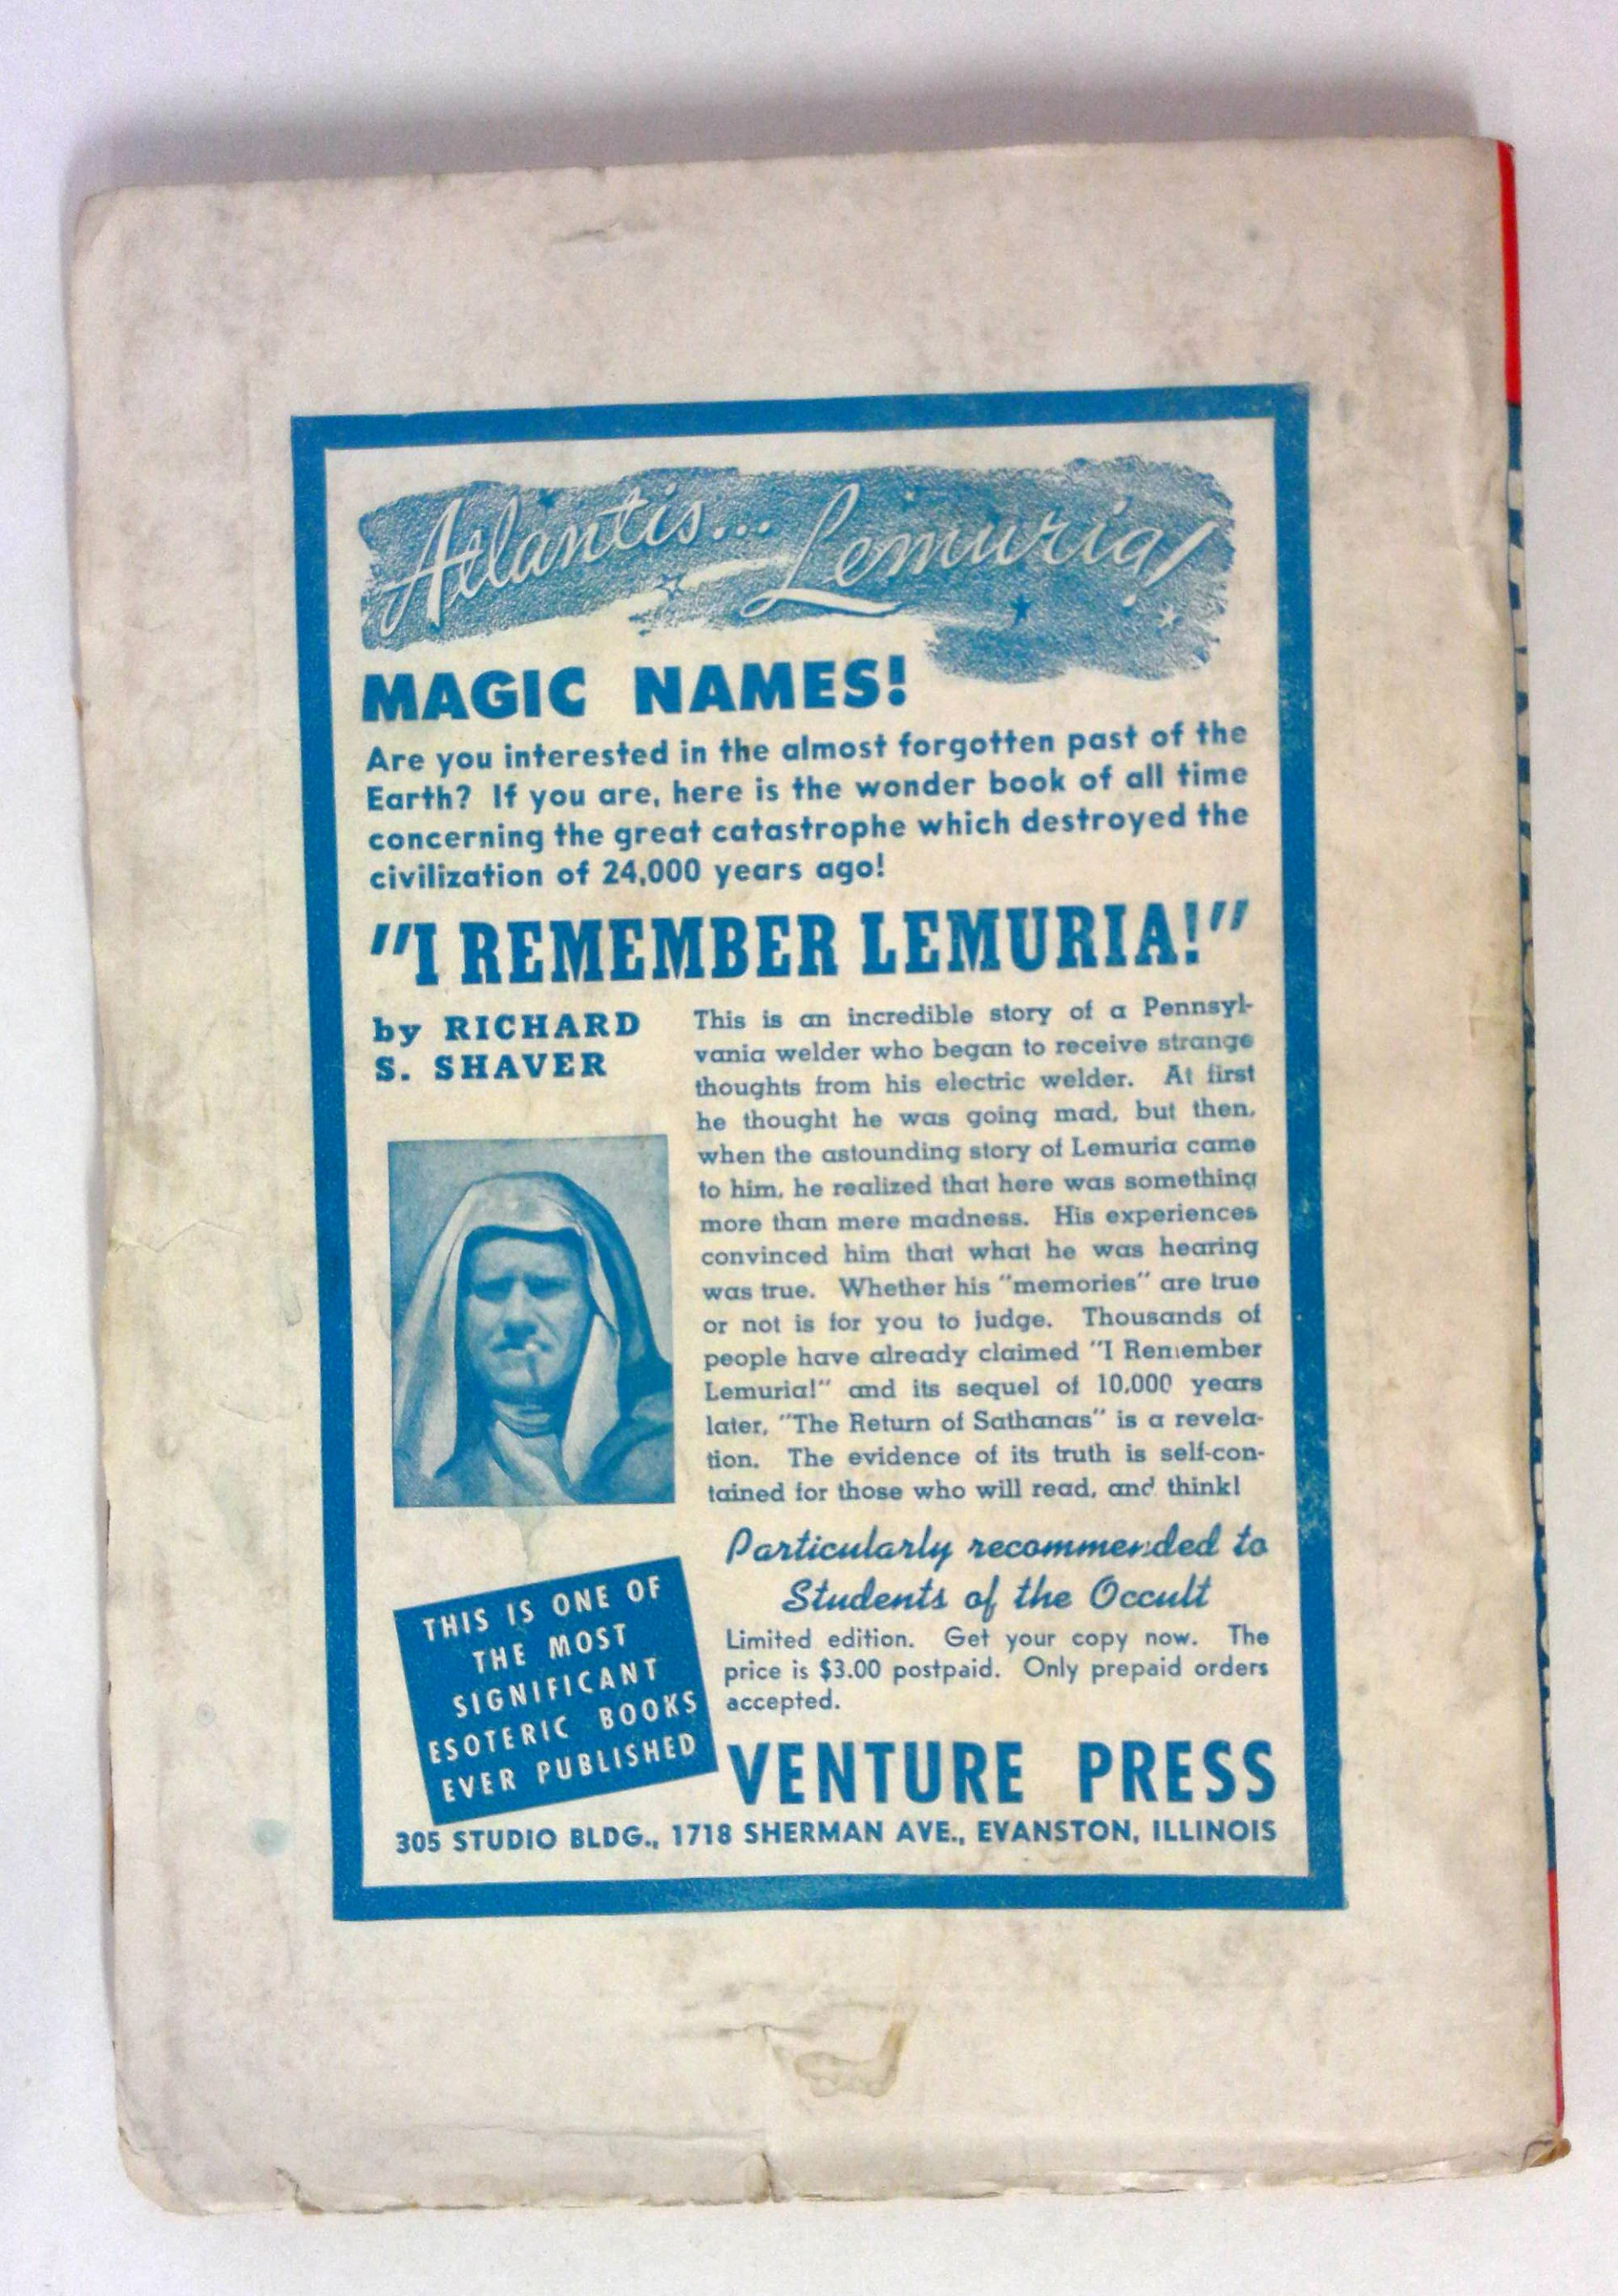 Atlantis... Lemuria!
MAGIC NAMES!
Are you interested in the almost forgotten past of the
Earth? If you are, here is the wonder book of all time
concerning the great catastrophe which destroyed the
civilization of 24,000 years ago!
"I REMEMBER LEMURIA!"
by RICHARD
S. SHAVER
This is an incredible story of a Pennsyl-
vania welder who began to receive strange
thoughts from his electric welder. At first
he thought he was going mad, but then,
when the astounding story of Lemuria came
to him, he realized that here was something
more than mere madness. His experiences
convinced him that what he was hearing
was true. Whether his "memories" are true
or not is for you to judge. Thousands of
people have already claimed "I Remember
Lemuria!" and its sequel of 10,000 years
later, "The Return of Sathanas" is a revela-
tion. The evidence of its truth is self-con-
tained for those who will read, and think!
Particularly recommended to
Students of the Occult
Limited edition. Get your copy now. The
price is $3.00 postpaid. Only prepaid orders
accepted.
THIS IS ONE OF
THE MOST
SIGNIFICANT
ESOTERIC BOOKS
EVER PUBLISHED
VENTURE PRESS
305 STUDIO BLDG., 1718 SHERMAN AVE., EVANSTON, ILLINOIS